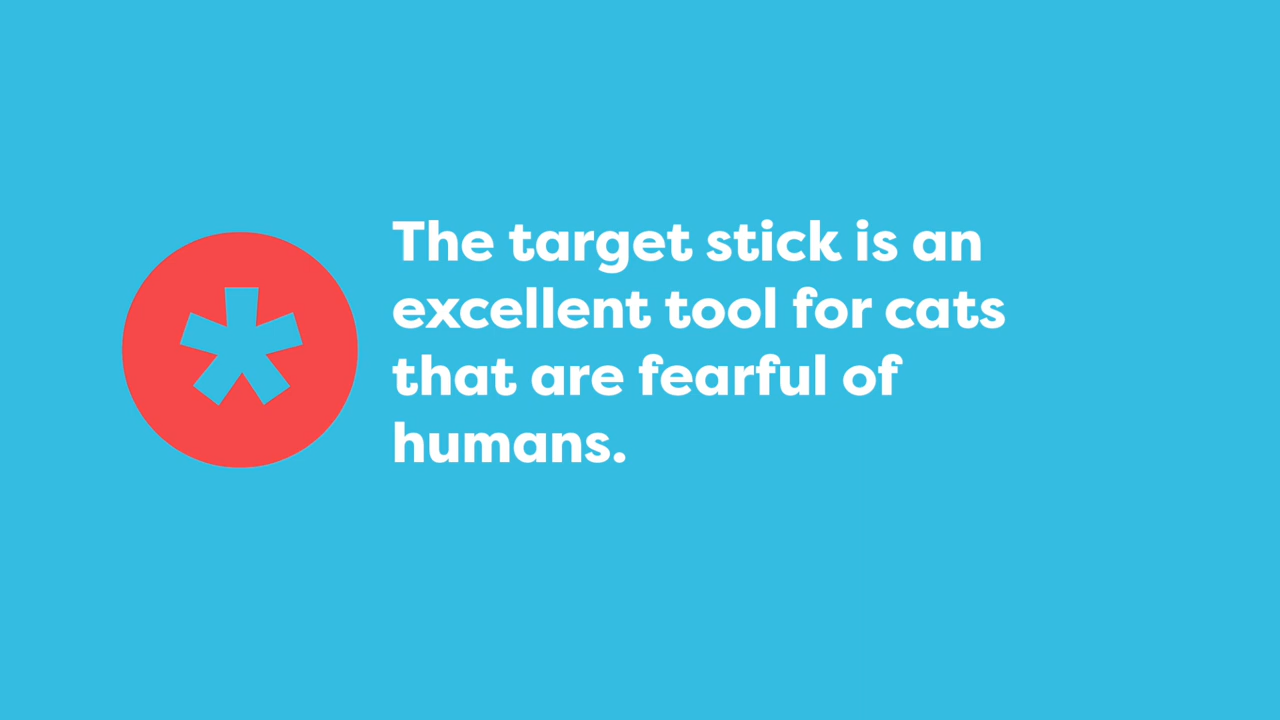 The target stick is an
excellent tool for cats
that are fearful of
humans.